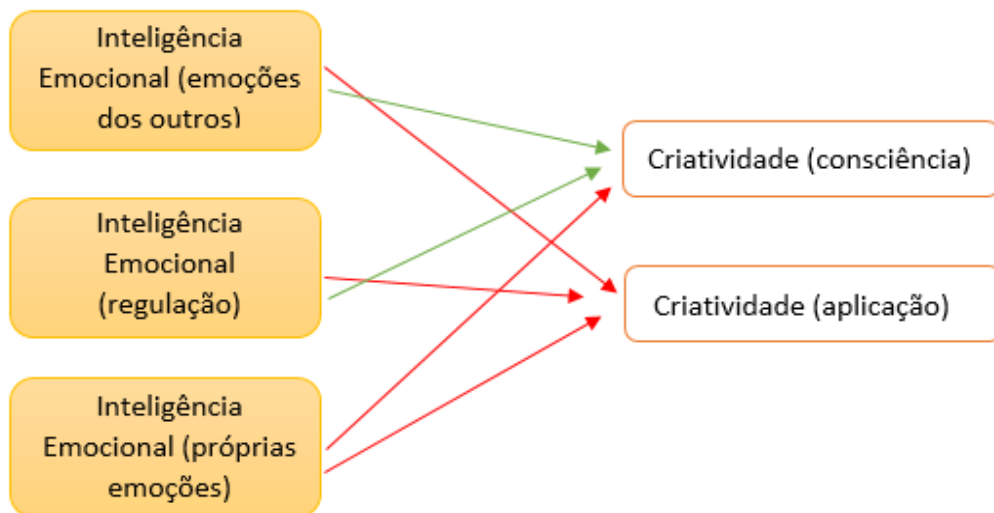 Inteligência
Emocional (emoções
dos outros)
Criatividade (consciência)
Inteligência
Emocional
(regulação)
Criatividade (aplicação)
Inteligência
Emocional (próprias
emoções)